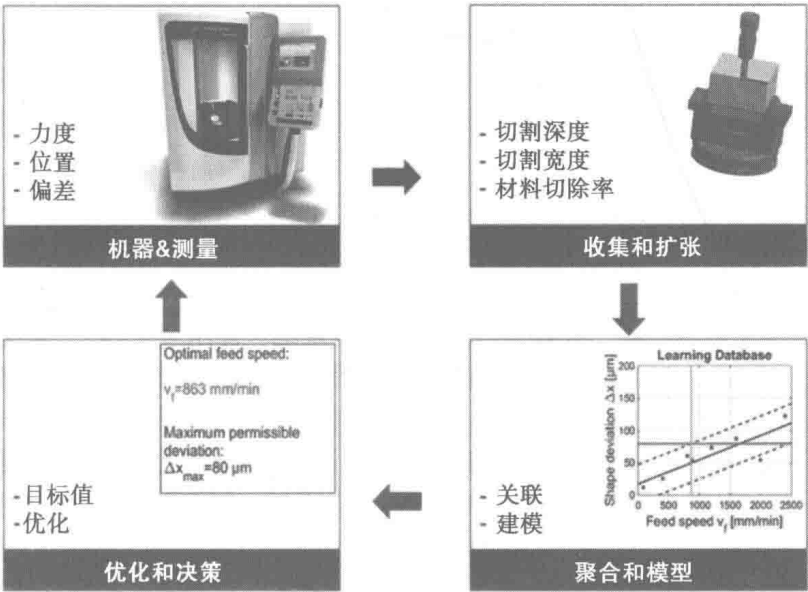 - 力度
- 位置
- 偏差
机器&测量
- 切割深度
- 切割宽度
- 材料切除率
收集和扩张
Optimal feed speed:
vf=863 mm/min
Maximum permissible
deviation:
Δxmax=80 μm
-目标值
-优化
优化和决策
Learning Database
Shape deviation Δx [μm]
200
150
100
50
0
0 500 1000 1500 2000 2500
Feed speed vf [mm/min]
- 关联
- 建模
聚合和模型